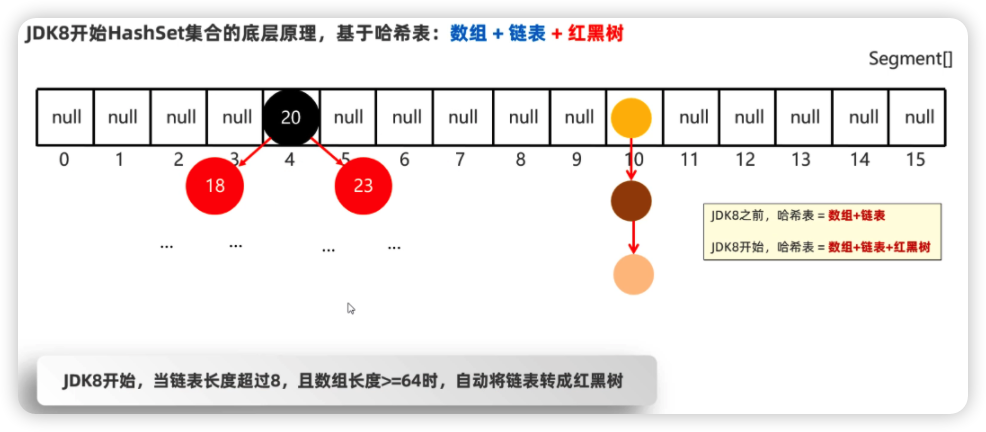 JDK8开始HashSet集合的底层原理，基于哈希表：数组 + 链表 + 红黑树
Segment[]
null null null null 20 null null null null null null null null null null
0 1 2 3 4 5 6 7 8 9 10 11 12 13 14 15
18 23
... ... ... ...
JDK8之前，哈希表 = 数组+链表
JDK8开始，哈希表 = 数组+链表+红黑树
JDK8开始，当链表长度超过8，且数组长度>=64时，自动将链表转成红黑树